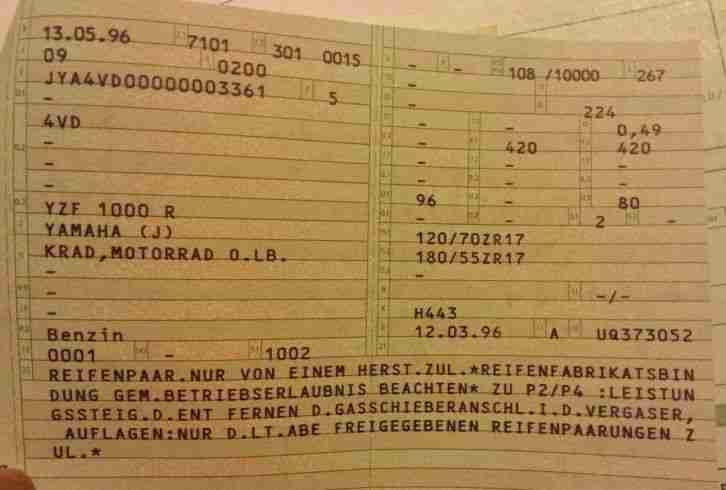 13.05.96 7101 301 0015
09 0200
JYA4VD00000003361 5
-
4VD
-
-
-
YZF 1000 R
YAMAHA (J)
KRAD,MOTORRAD O.LB.
-
-
-
Benzin
0001 - 1002
- - 108 /10000 267
-
- 224
- - 0,49
- 420 420
- - -
- - -
96 - 80
- - 2 -
120/70ZR17
180/55ZR17
-
-/-
H443
12.03.96 A UQ373052
REIFENPAAR.NUR VON EINEM HERST.ZUL.*REIFENFABRIKATSBIN
DUNG GEM.BETRIEBSERLAUBNIS BEACHTEN* ZU P2/P4 :LEISTUN
GSSTEIG.D.ENT FERNEN D.GASSCHIEBERANSCHL.I.D.VERGASER,
AUFLAGEN:NUR D.LT.ABE FREIGEGEBENEN REIFENPAARUNGEN Z
UL.*